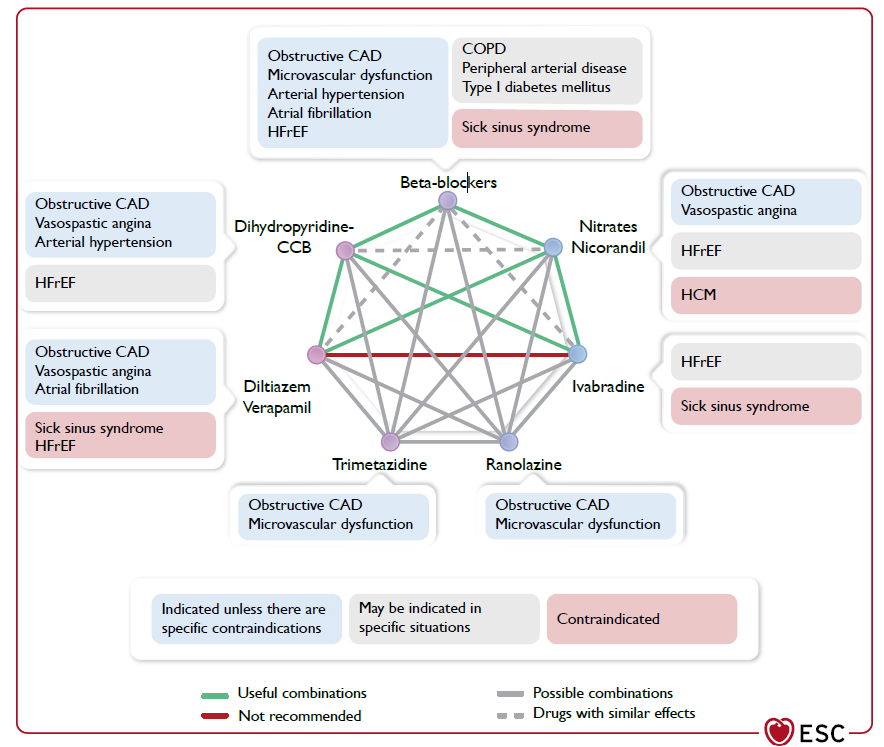 Obstructive CAD
Microvascular dysfunction
Arterial hypertension
Atrial fibrillation
HFrEF
COPD
Peripheral arterial disease
Type I diabetes mellitus
Sick sinus syndrome
Beta-blockers
Obstructive CAD
Vasospastic angina
Arterial hypertension
HFrEF
Dihydropyridine-
CCB
Nitrates
Nicorandil
Obstructive CAD
Vasospastic angina
HFrEF
HCM
Obstructive CAD
Vasospastic angina
Atrial fibrillation
Sick sinus syndrome
HFrEF
Diltiazem
Verapamil
Ivabradine
HFrEF
Sick sinus syndrome
Trimetazidine
Ranolazine
Obstructive CAD
Microvascular dysfunction
Obstructive CAD
Microvascular dysfunction
Indicated unless there are
specific contraindications
May be indicated in
specific situations
Contraindicated
Useful combinations
Not recommended
Possible combinations
Drugs with similar effects
ESC